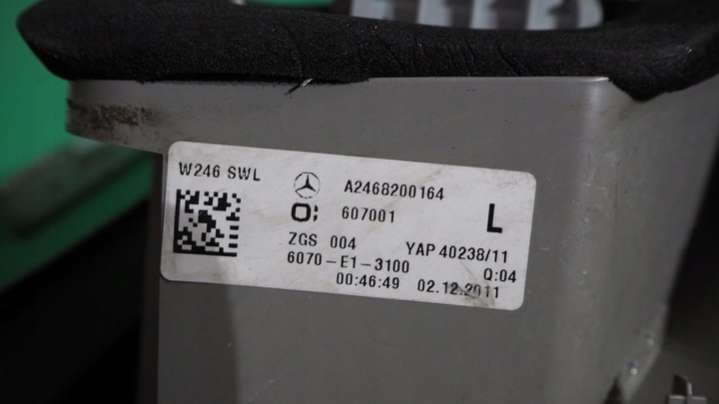 W246 SWL
A2468200164
607001
L
ZGS 004
YAP 40238/11
6070-E1-3100
Q:04
00:46:49 02.12.2011